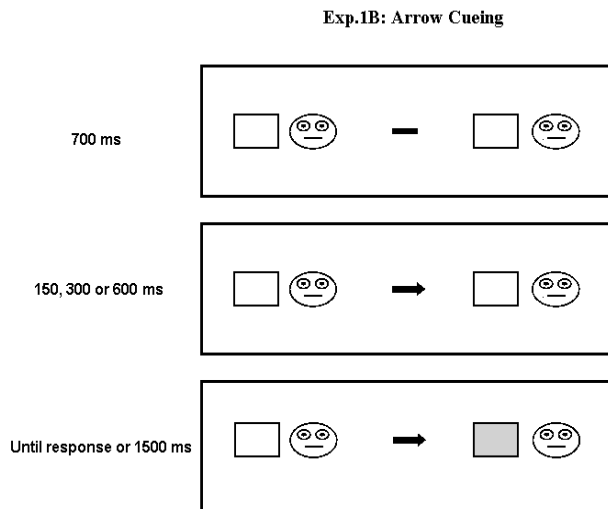 Exp.1B: Arrow Cueing
700 ms
150, 300 or 600 ms
Until response or 1500 ms